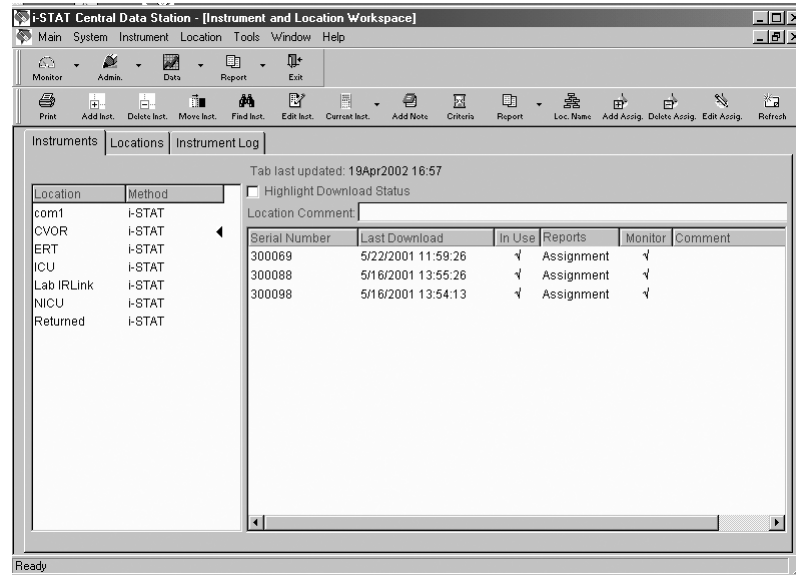 i-STAT Central Data Station - [Instrument and Location Workspace]
Main System Instrument Location Tools Window Help
Monitor Admin. Data Report Exit
Print Add Inst. Delete Inst. Move Inst. Find Inst. Edit Inst. Current Inst. Add Note Criteria Report Loc. Name Add Assig. Delete Assig. Edit Assig. Refresh
Instruments Locations Instrument Log
Tab last updated: 19Apr2002 16:57
Highlight Download Status
Location Comment:
Location Method
com1 i-STAT
CVOR i-STAT
ERT i-STAT
ICU i-STAT
Lab IRLink i-STAT
NICU i-STAT
Returned i-STAT
Serial Number Last Download In Use Reports Monitor Comment
300069 5/22/2001 11:59:26 √ Assignment √
300088 5/16/2001 13:55:26 √ Assignment √
300098 5/16/2001 13:54:13 √ Assignment √
Ready